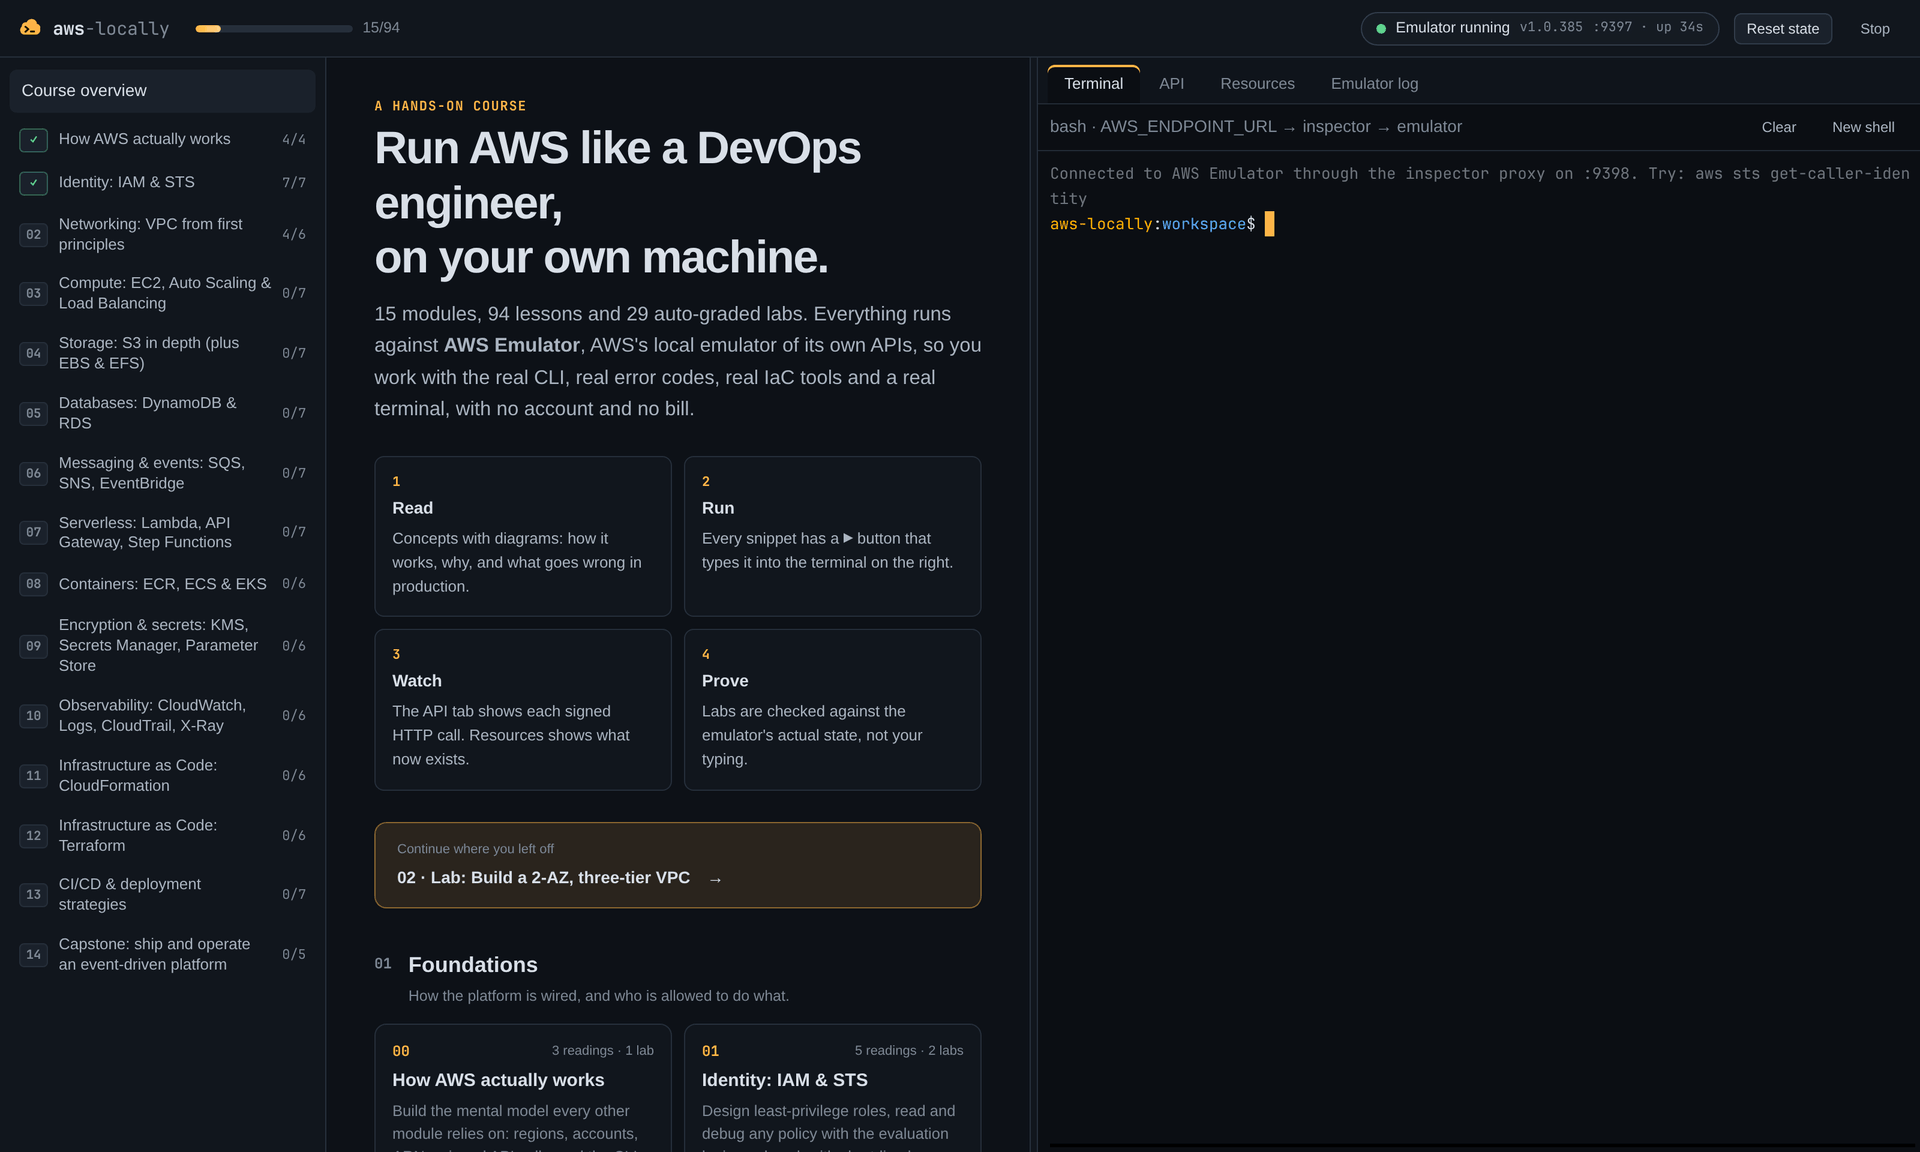 aws-locally
15/94
Emulator running v1.0.385 :9397 · up 34s
Reset state
Stop
Course overview
How AWS actually works 4/4
Identity: IAM & STS 7/7
02 Networking: VPC from first 4/6
principles
03 Compute: EC2, Auto Scaling & 0/7
Load Balancing
04 Storage: S3 in depth (plus 0/7
EBS & EFS)
05 Databases: DynamoDB & 0/7
RDS
06 Messaging & events: SQS, 0/7
SNS, EventBridge
07 Serverless: Lambda, API 0/7
Gateway, Step Functions
08 Containers: ECR, ECS & EKS 0/6
Encryption & secrets: KMS,
09 Secrets Manager, Parameter 0/6
Store
10 Observability: CloudWatch, 0/6
Logs, CloudTrail, X-Ray
11 Infrastructure as Code: 0/6
CloudFormation
12 Infrastructure as Code: 0/6
Terraform
13 CI/CD & deployment 0/7
strategies
14 Capstone: ship and operate 0/5
an event-driven platform
A HANDS-ON COURSE
Run AWS like a DevOps
engineer,
on your own machine.
15 modules, 94 lessons and 29 auto-graded labs. Everything runs
against AWS Emulator, AWS's local emulator of its own APIs, so you
work with the real CLI, real error codes, real IaC tools and a real
terminal, with no account and no bill.
1
Read
Concepts with diagrams: how it
works, why, and what goes wrong in
production.
2
Run
Every snippet has a ▶ button that
types it into the terminal on the right.
3
Watch
The API tab shows each signed
HTTP call. Resources shows what
now exists.
4
Prove
Labs are checked against the
emulator's actual state, not your
typing.
Continue where you left off
02 · Lab: Build a 2-AZ, three-tier VPC →
01 Foundations
How the platform is wired, and who is allowed to do what.
00 3 readings · 1 lab
How AWS actually works
Build the mental model every other
module relies on: regions, accounts,
01 5 readings · 2 labs
Identity: IAM & STS
Design least-privilege roles, read and
debug any policy with the evaluation
Terminal
API
Resources
Emulator log
bash · AWS_ENDPOINT_URL → inspector → emulator
Clear
New shell
Connected to AWS Emulator through the inspector proxy on :9398. Try: aws sts get-caller-iden
tity
aws-locally:workspace$